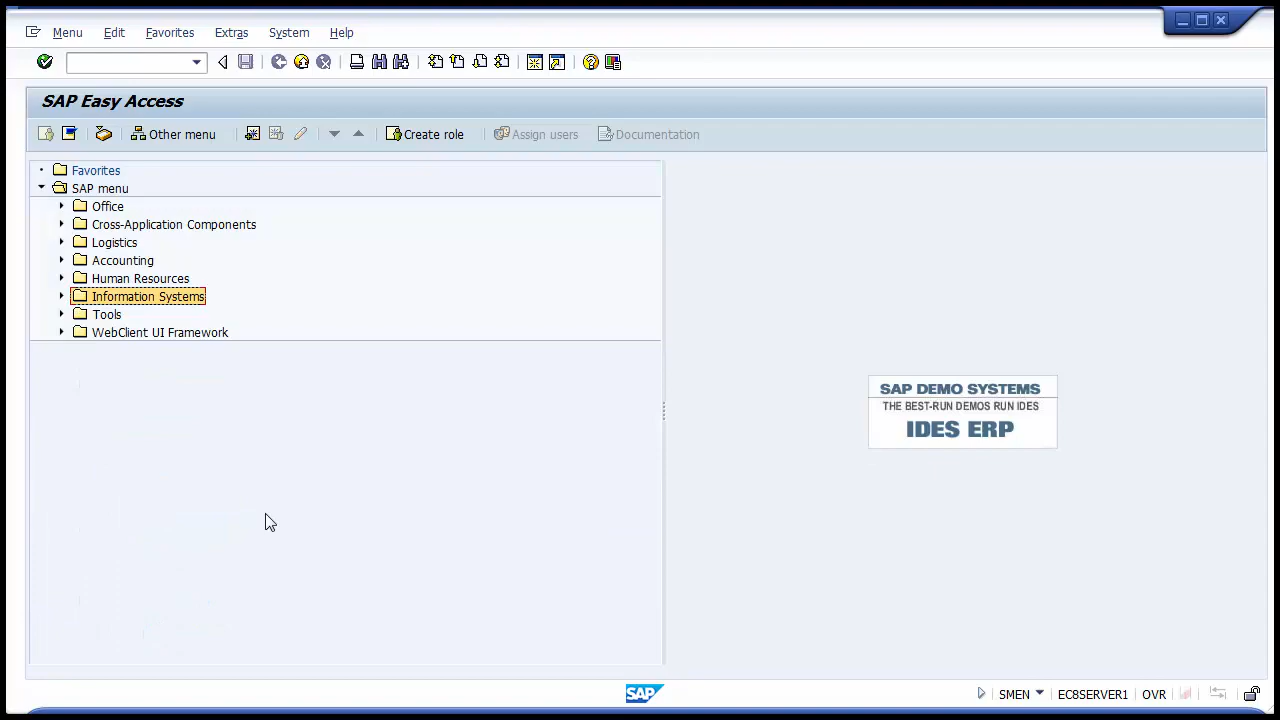 Menu Edit Favorites Extras System Help
SAP Easy Access
Other menu Create role Assign users Documentation
Favorites
SAP menu
Office
Cross-Application Components
Logistics
Accounting
Human Resources
Information Systems
Tools
WebClient UI Framework
SAP DEMO SYSTEMS
THE BEST-RUN DEMOS RUN IDES
IDES ERP
SAP SMEN EC8SERVER1 OVR